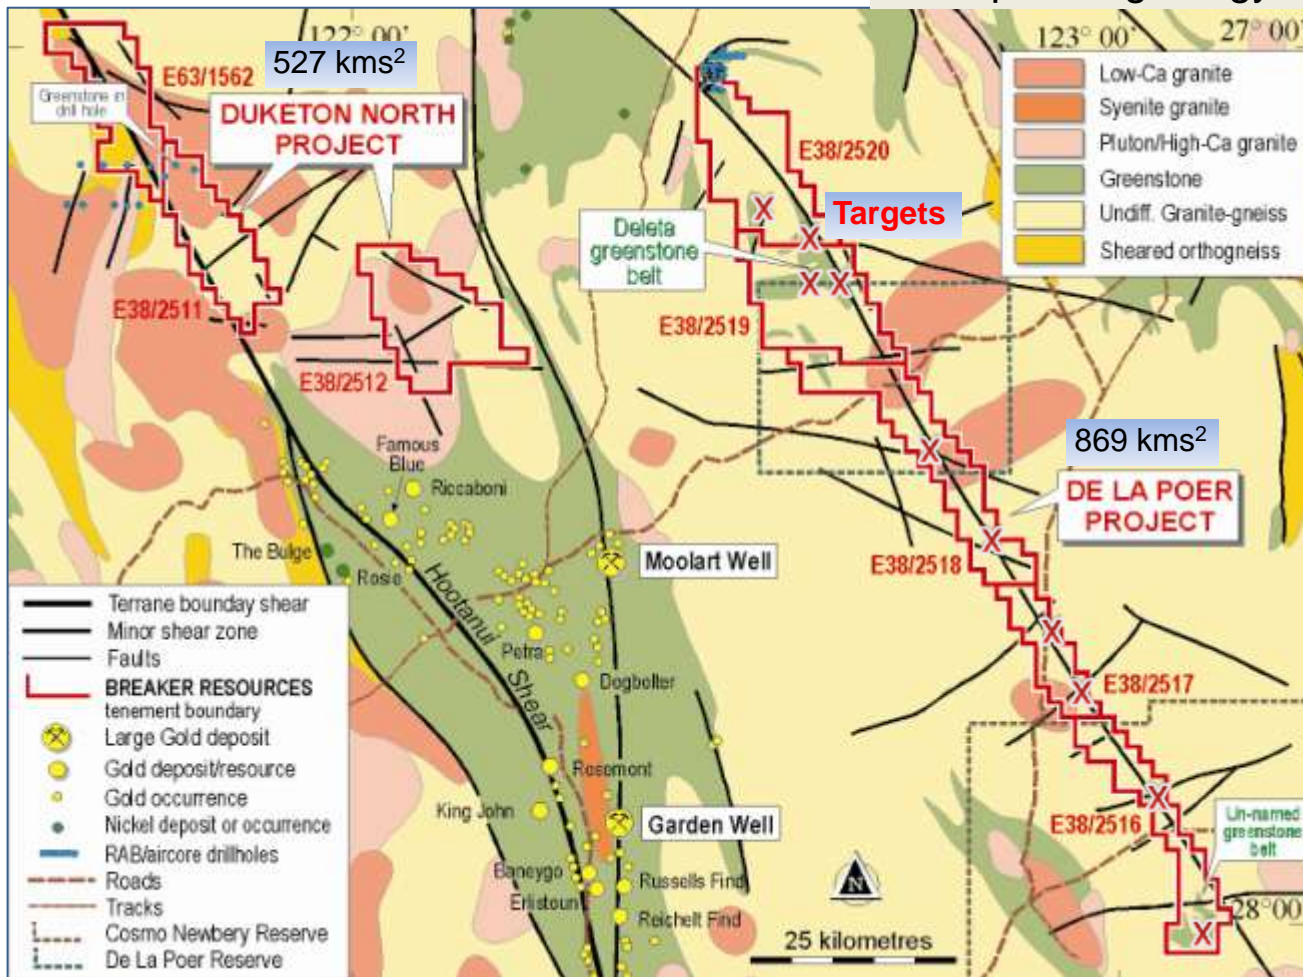 122° 00'
123° 00'
27° 00'
527 kms²
E63/1562
Greenstone in
drill hole
DUKETON NORTH
PROJECT
E38/2511
E38/2512
E38/2520
Targets
Deleta
greenstone
belt
E38/2519
Low-Ca granite
Syenite granite
Pluton/High-Ca granite
Greenstone
Undiff. Granite-gneiss
Sheared orthogneiss
869 kms²
DE LA POER
PROJECT
E38/2518
E38/2517
E38/2516
Un-named
greenstone
belt
28°00'
Famous
Blue
Riccaboni
The Bulge
Rosie
Hootanui Shear
Moolart Well
Petra
Dogbolter
Rosemont
King John
Garden Well
Baneygo
Erlistoun
Russells Find
Reichelt Find
N
25 kilometres
Terrane bounday shear
Minor shear zone
Faults
BREAKER RESOURCES
tenement boundary
Large Gold deposit
Gold deposit/resource
Gold occurrence
Nickel deposit or occurrence
RAB/aircore drillholes
Roads
Tracks
Cosmo Newbery Reserve
De La Poer Reserve